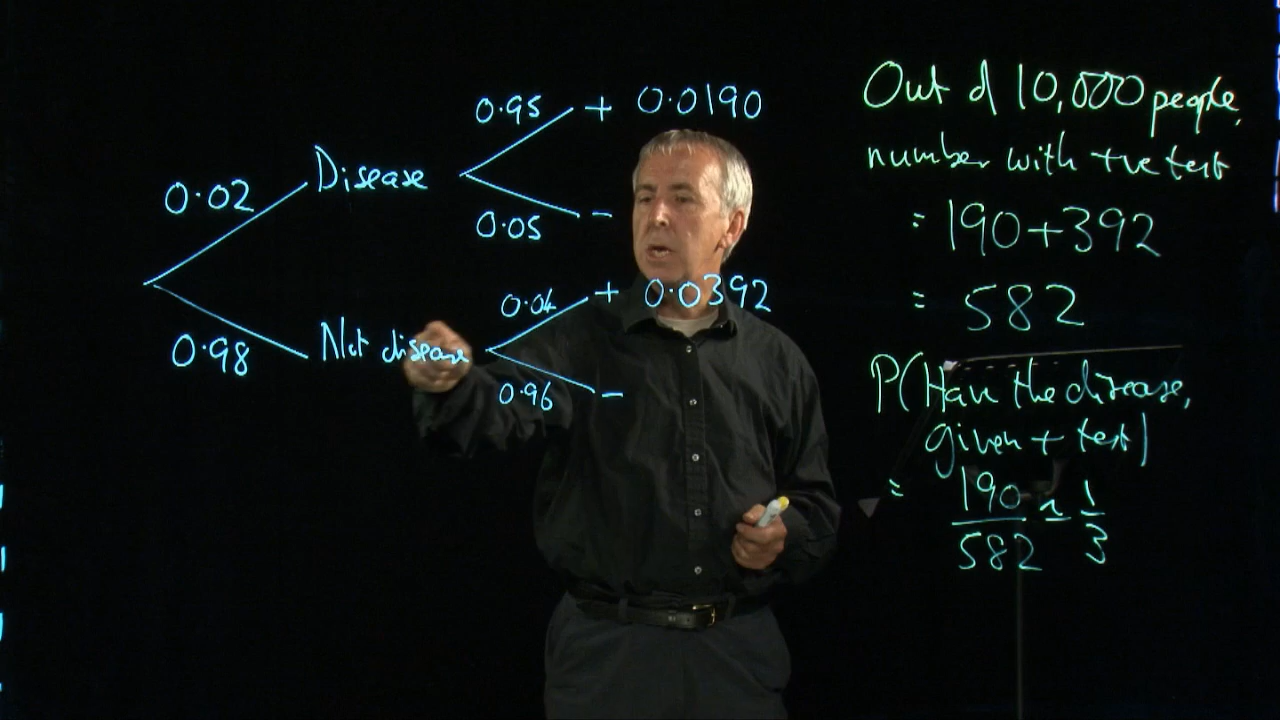 0.95 + 0.0190
0.02 Disease
0.05 -
0.04 + 0.0392
0.98 Not disease
0.96 -
Out of 10,000 people,
number with +ve test
= 190+392
= 582
P(Have the disease,
given + test)
= 190/582 ≃ 1/3